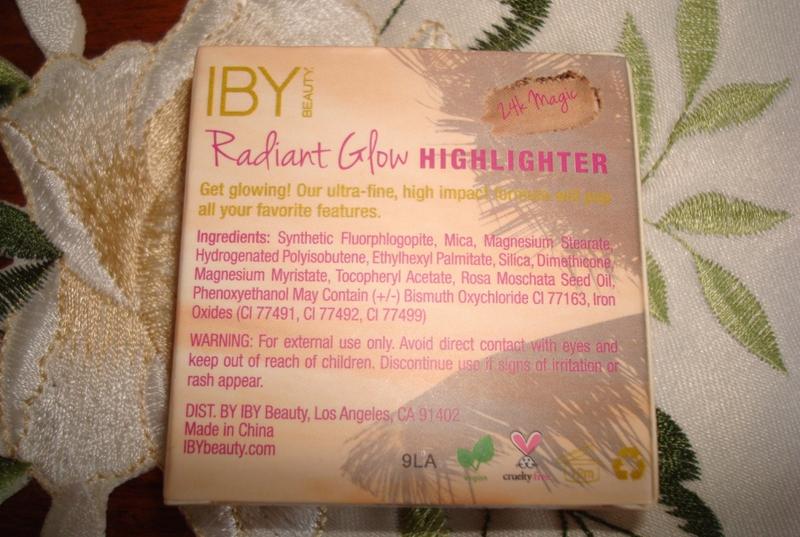 IBY BEAUTY
24k Magic
Radiant Glow HIGHLIGHTER
Get glowing! Our ultra-fine, high impact formula will pop
all your favorite features.
Ingredients: Synthetic Fluorphlogopite, Mica, Magnesium Stearate,
Hydrogenated Polyisobutene, Ethylhexyl Palmitate, Silica, Dimethicone,
Magnesium Myristate, Tocopheryl Acetate, Rosa Moschata Seed Oil,
Phenoxyethanol May Contain (+/-) Bismuth Oxychloride CI 77163, Iron
Oxides (CI 77491, CI 77492, CI 77499)
WARNING: For external use only. Avoid direct contact with eyes and
keep out of reach of children. Discontinue use if signs of irritation or
rash appear.
DIST. BY IBY Beauty, Los Angeles, CA 91402
Made in China
IBYbeauty.com
9LA
vegan
cruelty free